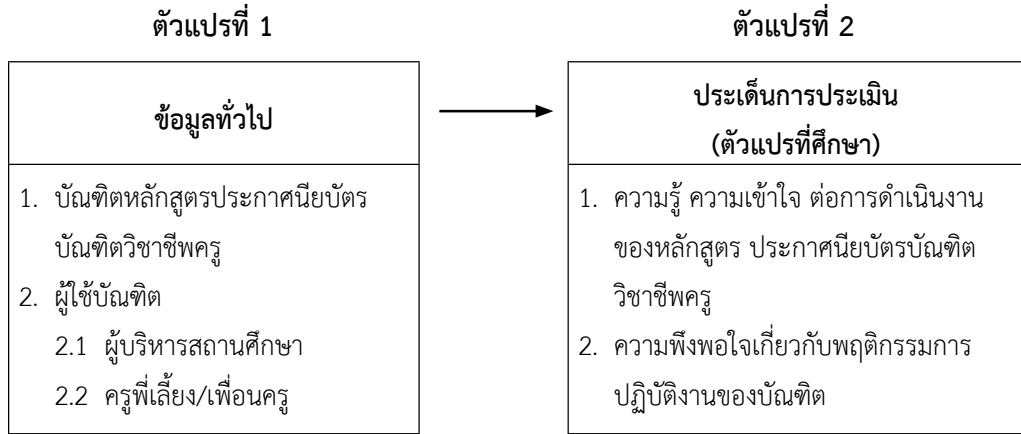 ตัวแปรที่ 1
ข้อมูลทั่วไป
1. บัณฑิตหลักสูตรประกาศนียบัตร
บัณฑิตวิชาชีพครู
2. ผู้ใช้บัณฑิต
2.1 ผู้บริหารสถานศึกษา
2.2 ครูพี่เลี้ยง/เพื่อนครู
ตัวแปรที่ 2
ประเด็นการประเมิน
(ตัวแปรที่ศึกษา)
1. ความรู้ ความเข้าใจ ต่อการดำเนินงาน
ของหลักสูตร ประกาศนียบัตรบัณฑิต
วิชาชีพครู
2. ความพึงพอใจเกี่ยวกับพฤติกรรมการ
ปฏิบัติงานของบัณฑิต